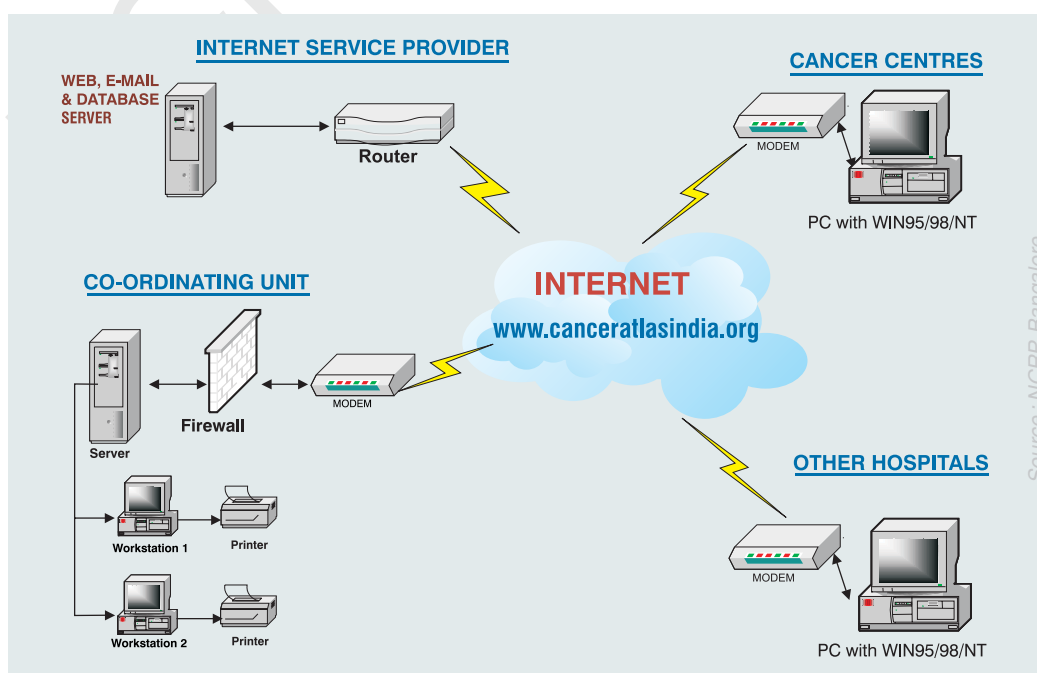 INTERNET SERVICE PROVIDER
WEB, E-MAIL
& DATABASE
SERVER
Router
CANCER CENTRES
MODEM
PC with WIN95/98/NT
INTERNET
www.canceratlasindia.org
CO-ORDINATING UNIT
Server
Firewall
MODEM
Workstation 1
Printer
Workstation 2
Printer
OTHER HOSPITALS
MODEM
PC with WIN95/98/NT
Source : NCRP, Bangalore